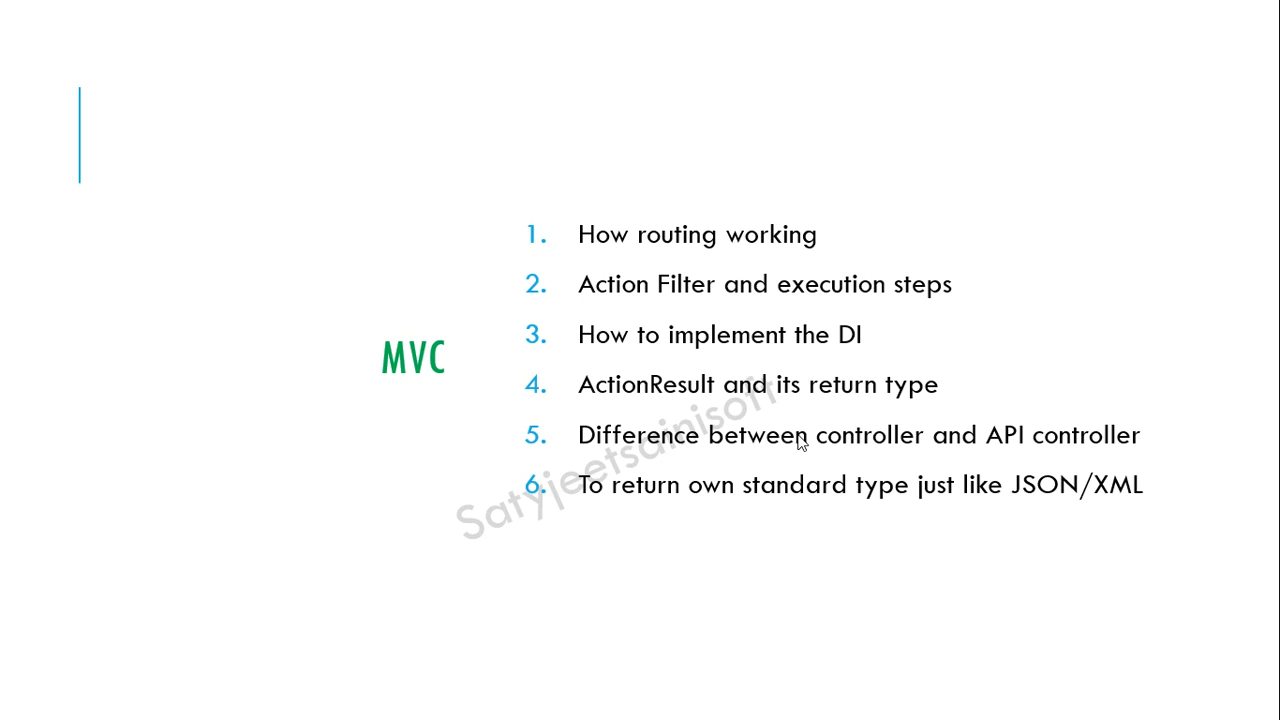 MVC
1. How routing working
2. Action Filter and execution steps
3. How to implement the DI
4. ActionResult and its return type
5. Difference between controller and API controller
6. To return own standard type just like JSON/XML
Satyjeetsainisoft